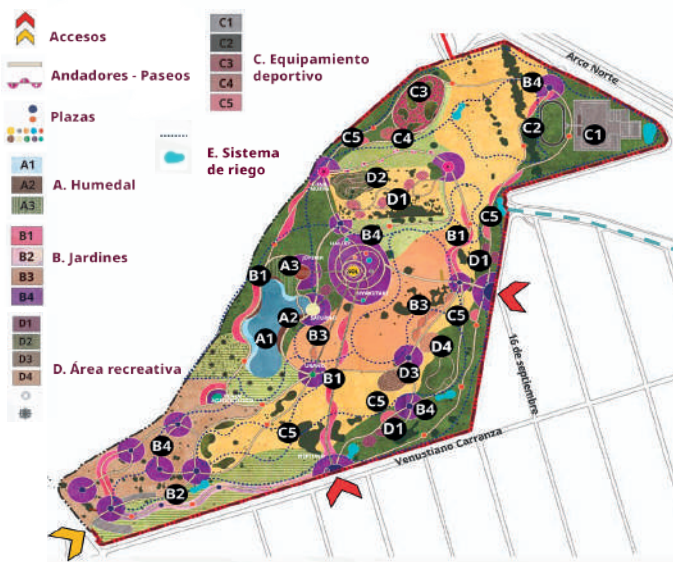 Accesos
Andadores - Paseos
Plazas
A1
A2
A3
A. Humedal
B1
B2
B3
B4
B. Jardines
D1
D2
D3
D4
D. Área recreativa
C1
C2
C3
C4
C5
C. Equipamiento
deportivo
E. Sistema
de riego
Arco Norte
B4
C3
C2
C1
C5
C4
D2
D1
C5
B4
B1
D1
B1
A3
SOL
B3
C5
A2
A1
B3
D4
16 de septiembre
B1
D3
C5
B4
D1
C5
B4
B2
Venustiano Carranza